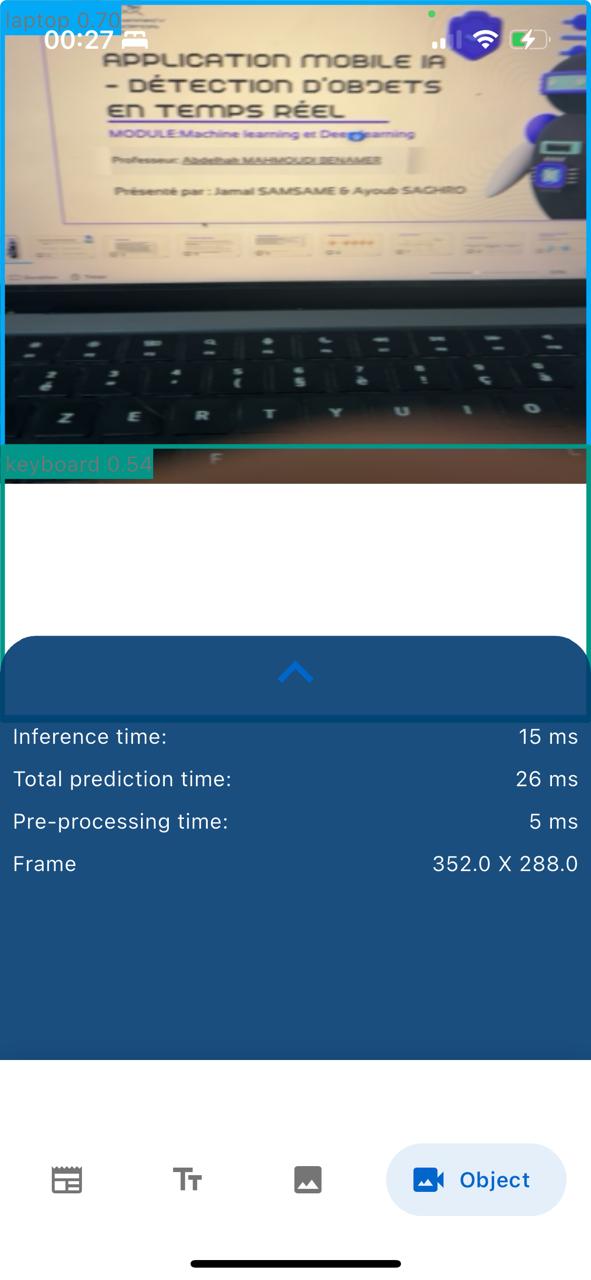 laptop 0.70
00:27
APPLICATION MOBILE IA
- DÉTECTION D'OBJETS
EN TEMPS RÉEL
MODULE:Machine learning et Deep learning
Professeur: Abdelhak MAHMOUDI BENAMER
Présenté par : Jamal SAMSAME & Ayoub SAGHRO
Z E R T Y U I O
keyboard 0.54
F
Inference time: 15 ms
Total prediction time: 26 ms
Pre-processing time: 5 ms
Frame 352.0 X 288.0
Object